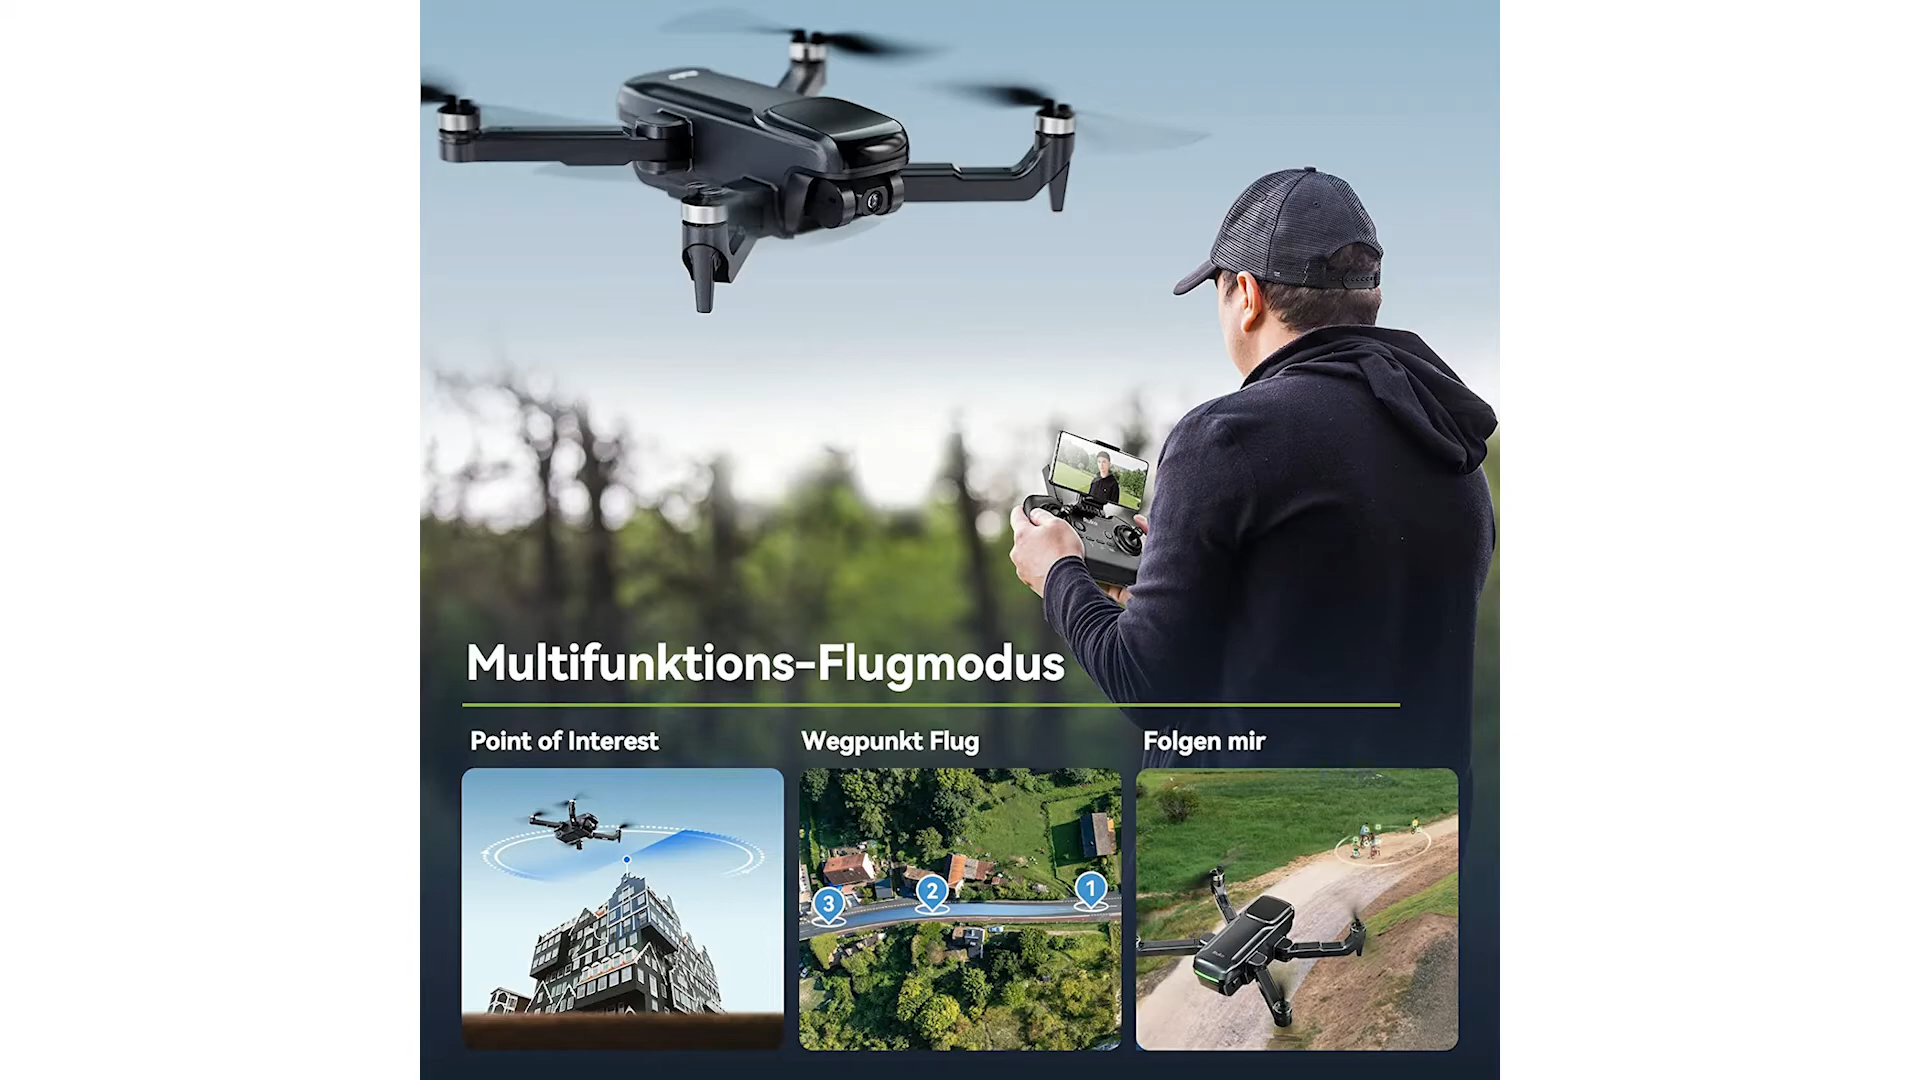 Multifunktions-Flugmodus
Point of Interest
Wegpunkt Flug
Folgen mir
3
2
1